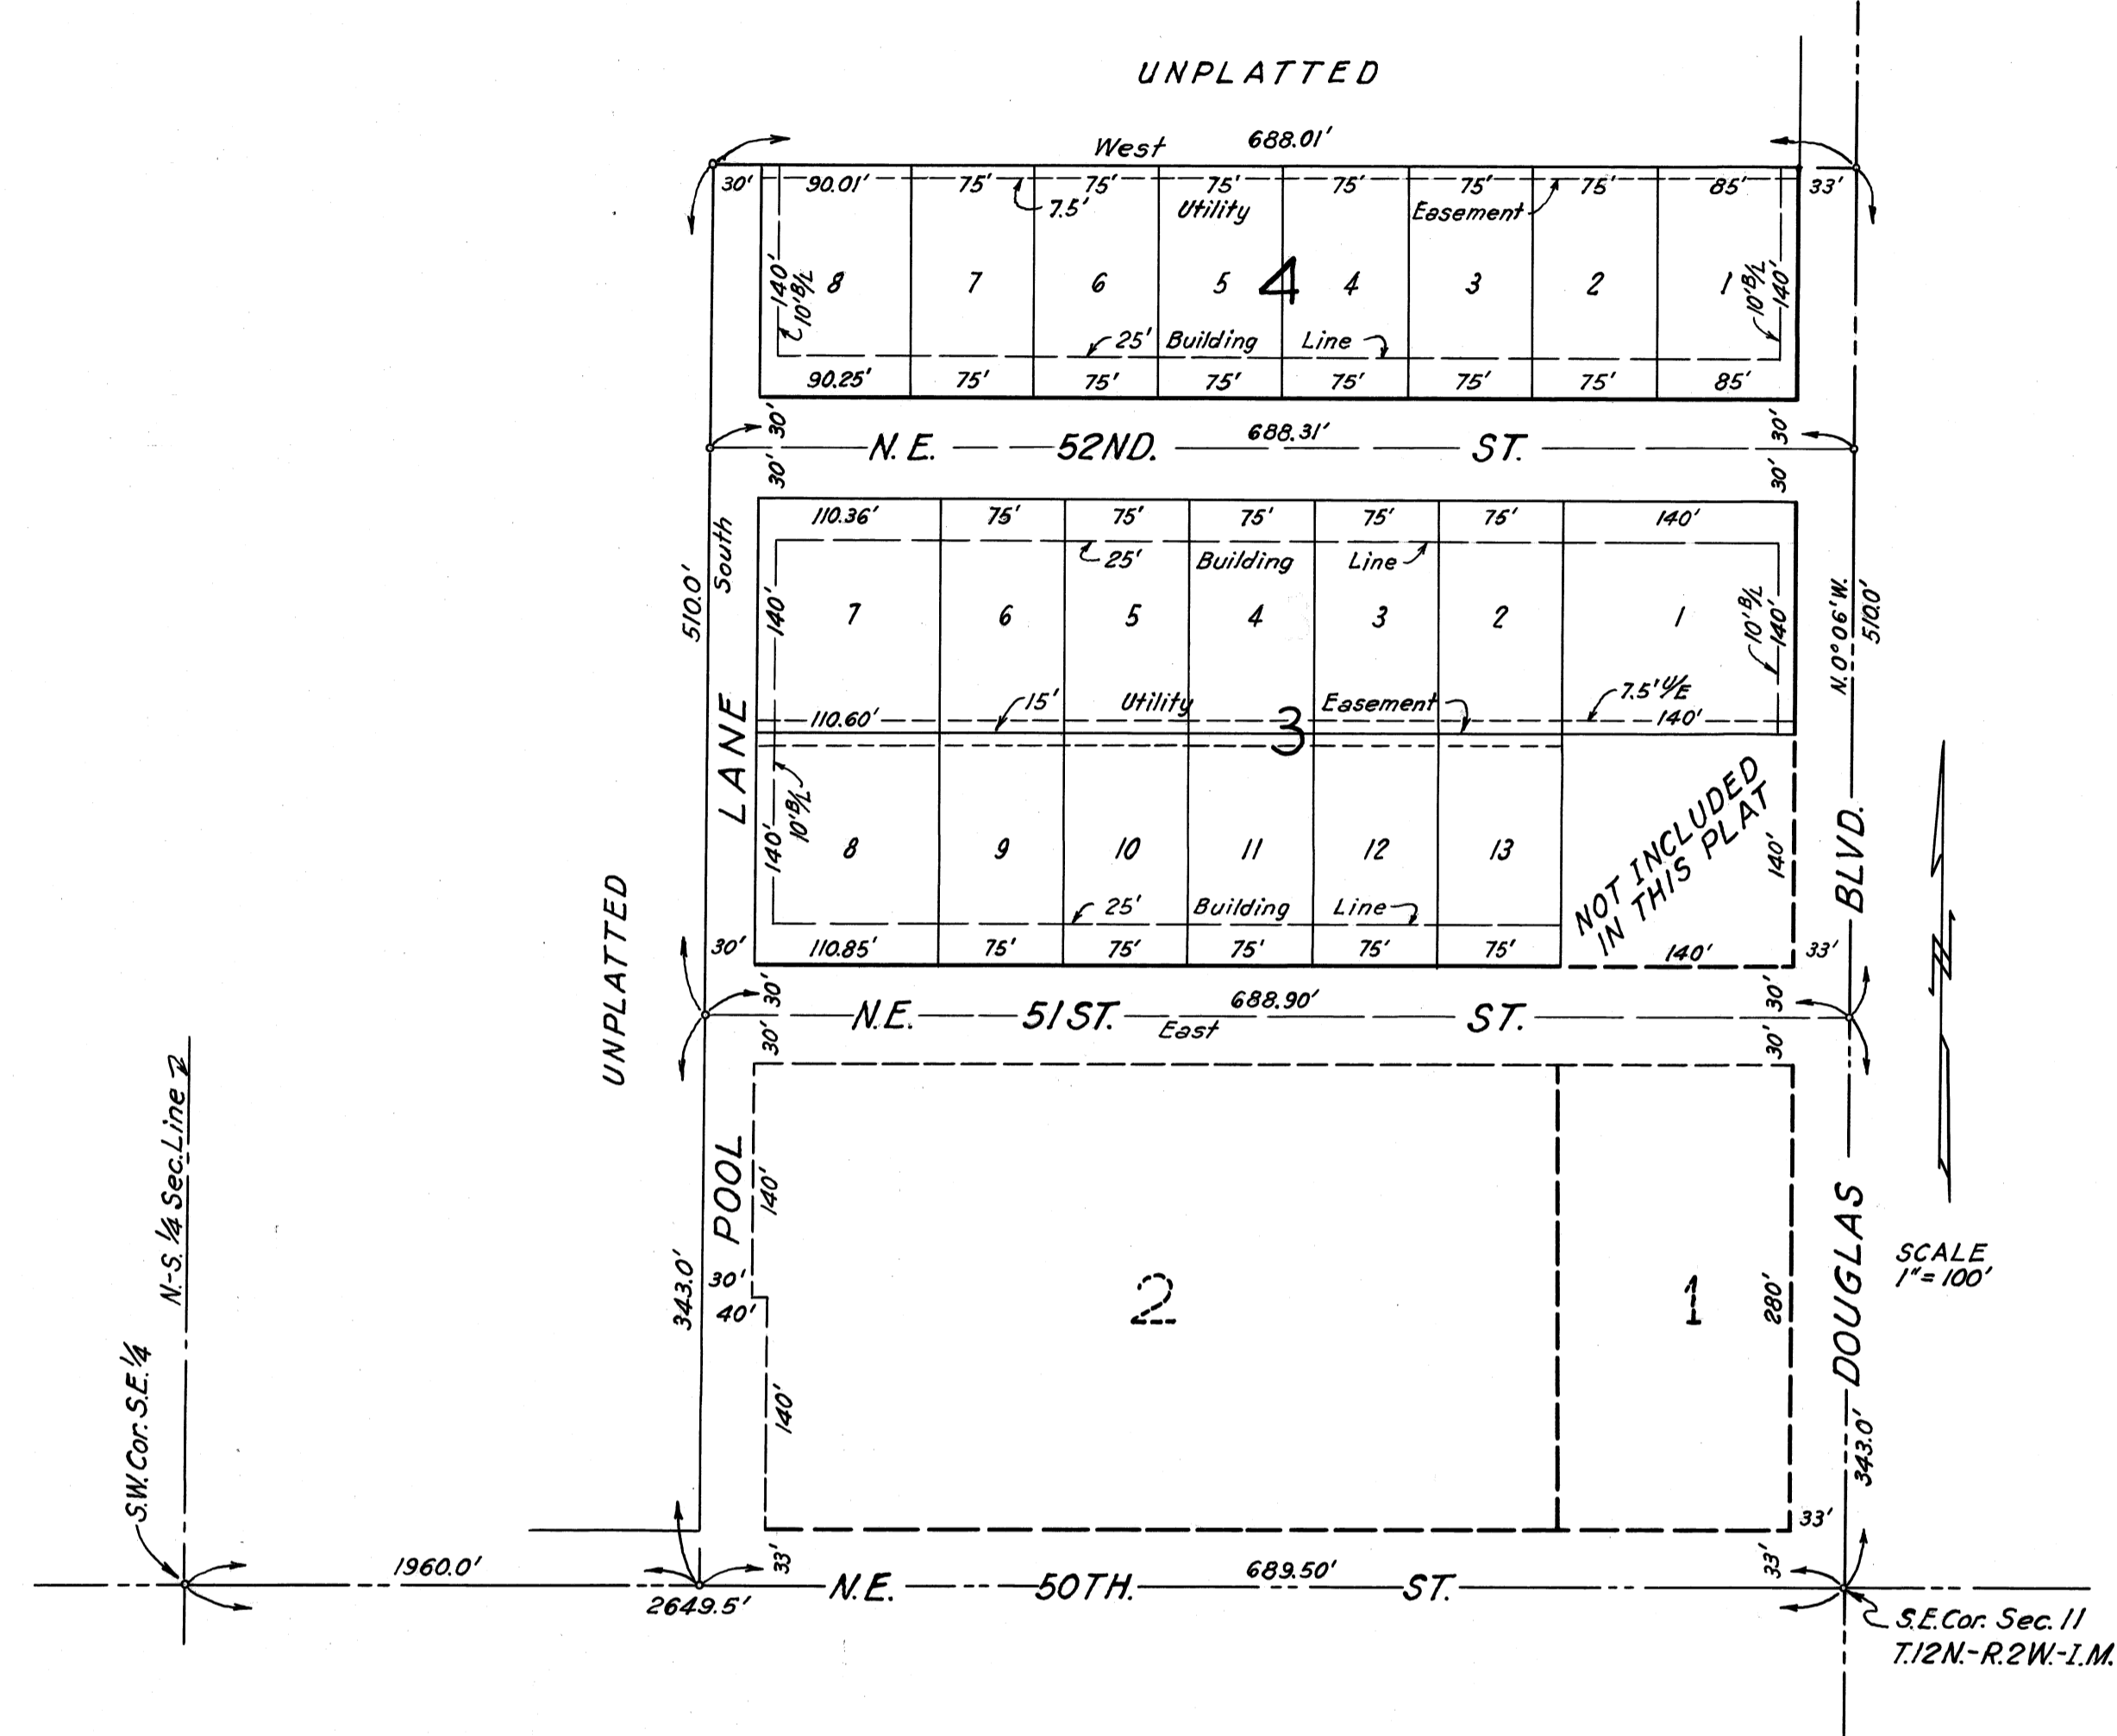 UNPLATTED
West 688.01'
30' 90.01' 75' 75' 75' 75' 75' 75' 85' 33'
7.5' Utility Easement
140' 10' B/L 8 7 6 5 4 4 3 2 1 10' B/L 140'
25' Building Line
90.25' 75' 75' 75' 75' 75' 75' 85'
30' 30'
N.E. 52ND. 688.31' ST.
30' 30'
110.36' 75' 75' 75' 75' 75' 140'
25' Building Line
South
510.0'
140' 7 6 5 4 3 2 1 10' B/L 140'
N.0°06'W.
510.0'
15' Utility Easement 7.5' U/E
110.60' 140'
3
LANE
10' B/L
140' 8 9 10 11 12 13
NOT INCLUDED
IN THIS PLAT
140'
BLVD.
25' Building Line
30' 110.85' 75' 75' 75' 75' 75' 140' 33'
UNPLATTED
30' 30'
N.E. 51ST. 688.90' ST.
East
30' 30'
N.-S. 1/4 Sec. Line
POOL
140'
343.0'
30'
40'
2 1 280'
DOUGLAS
SCALE
1"= 100'
140'
343.0'
S.W. Cor. S.E. 1/4
33'
33' 33'
1960.0'
2649.5'
N.E. 50TH. 689.50' ST.
S.E. Cor. Sec. 11
T.12N.-R.2W.-I.M.
N